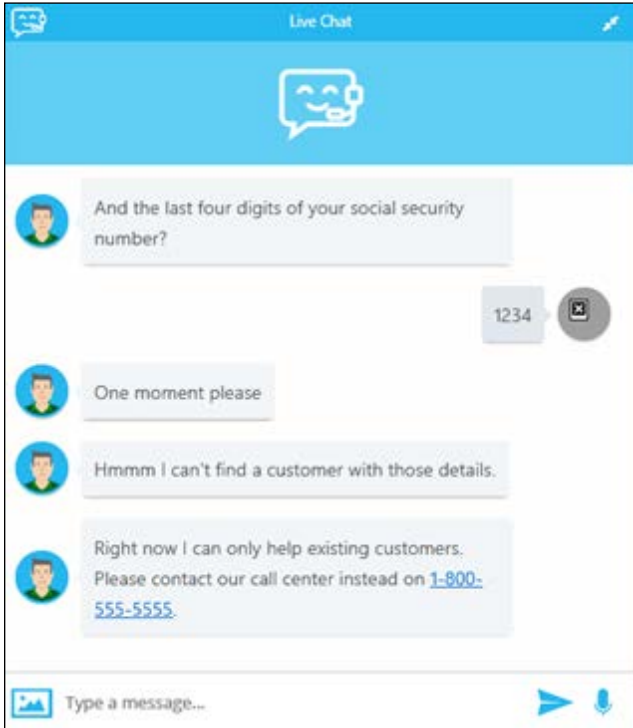 Live Chat
And the last four digits of your social security
number?
1234
One moment please
Hmmm I can't find a customer with those details.
Right now I can only help existing customers.
Please contact our call center instead on 1-800-
555-5555.
Type a message...